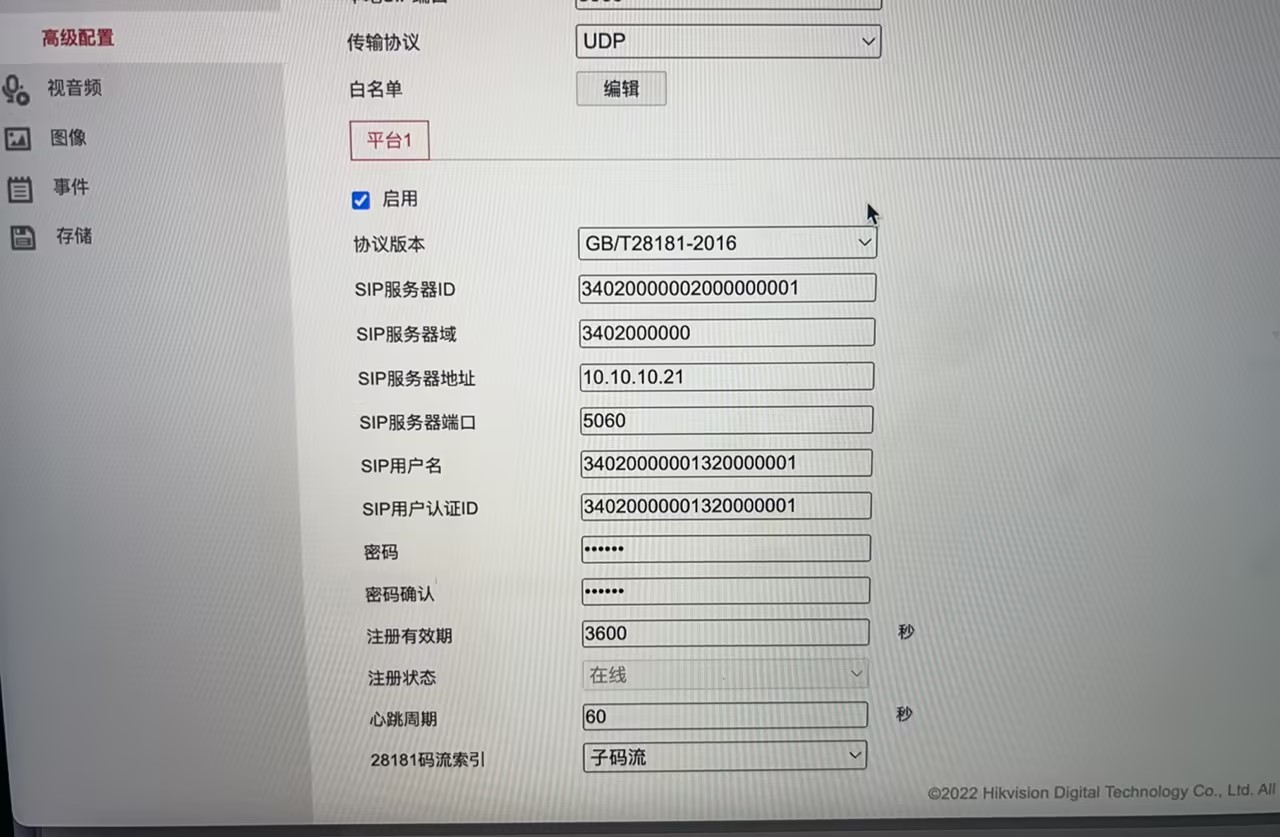 高级配置
传输协议 UDP
视音频
白名单 编辑
图像
平台1
事件
启用
存储
协议版本 GB/T28181-2016
SIP服务器ID 34020000002000000001
SIP服务器域 3402000000
SIP服务器地址 10.10.10.21
SIP服务器端口 5060
SIP用户名 34020000001320000001
SIP用户认证ID 34020000001320000001
密码 ••••••
密码确认 ••••••
注册有效期 3600 秒
注册状态 在线
心跳周期 60 秒
28181码流索引 子码流
©2022 Hikvision Digital Technology Co., Ltd. All